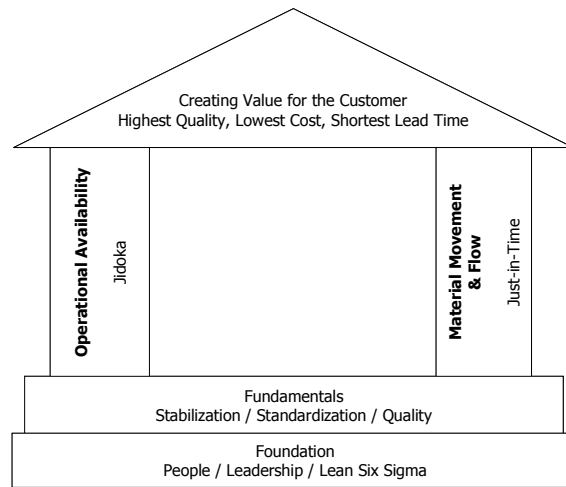 Creating Value for the Customer
Highest Quality, Lowest Cost, Shortest Lead Time
Operational Availability
Jidoka
Material Movement
& Flow
Just-in-Time
Fundamentals
Stabilization / Standardization / Quality
Foundation
People / Leadership / Lean Six Sigma